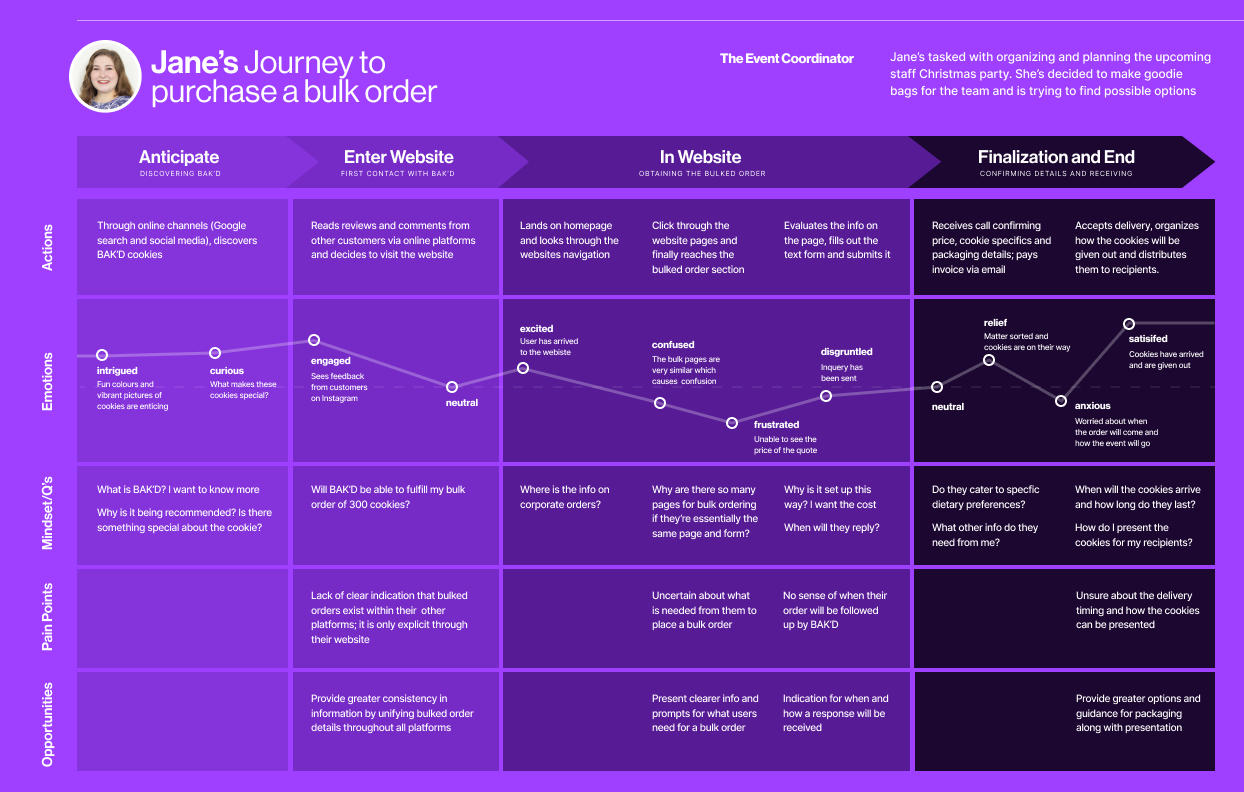 Jane's Journey to
purchase a bulk order
The Event Coordinator
Jane's tasked with organizing and planning the upcoming
staff Christmas party. She's decided to make goodie
bags for the team and is trying to find possible options
Anticipate
DISCOVERING BAK'D
Enter Website
FIRST CONTACT WITH BAK'D
In Website
OBTAINING THE BULKED ORDER
Finalization and End
CONFIRMING DETAILS AND RECEIVING
Actions
Through online channels (Google
search and social media), discovers
BAK'D cookies
Reads reviews and comments from
other customers via online platforms
and decides to visit the website
Lands on homepage
and looks through the
websites navigation
Click through the
website pages and
finally reaches the
bulked order section
Evaluates the info on
the page, fills out the
text form and submits it
Receives call confirming
price, cookie specifics and
packaging details; pays
invoice via email
Accepts delivery, organizes
how the cookies will be
given out and distributes
them to recipients.
Emotions
intrigued
Fun colours and
vibrant pictures of
cookies are enticing
curious
What makes these
cookies special?
engaged
Sees feedback
from customers
on Instagram
neutral
excited
User has arrived
to the webiste
confused
The bulk pages are
very similar which
causes confusion
frustrated
Unable to see the
price of the quote
disgruntled
Inquery has
been sent
neutral
relief
Matter sorted and
cookies are on their way
anxious
Worried about when
the order will come and
how the event will go
satisifed
Cookies have arrived
and are given out
Mindset/Q's
What is BAK'D? I want to know more
Why is it being recommended? Is there
something special about the cookie?
Will BAK'D be able to fulfill my bulk
order of 300 cookies?
Where is the info on
corporate orders?
Why are there so many
pages for bulk ordering
if they're essentially the
same page and form?
Why is it set up this
way? I want the cost
When will they reply?
Do they cater to specfic
dietary preferences?
What other info do they
need from me?
When will the cookies arrive
and how long do they last?
How do I present the
cookies for my recipients?
Pain Points
Lack of clear indication that bulked
orders exist within their other
platforms; it is only explicit through
their website
Uncertain about what
is needed from them to
place a bulk order
No sense of when their
order will be followed
up by BAK'D
Unsure about the delivery
timing and how the cookies
can be presented
Opportunities
Provide greater consistency in
information by unifying bulked order
details throughout all platforms
Present clearer info and
prompts for what users
need for a bulk order
Indication for when and
how a response will be
received
Provide greater options and
guidance for packaging
along with presentation